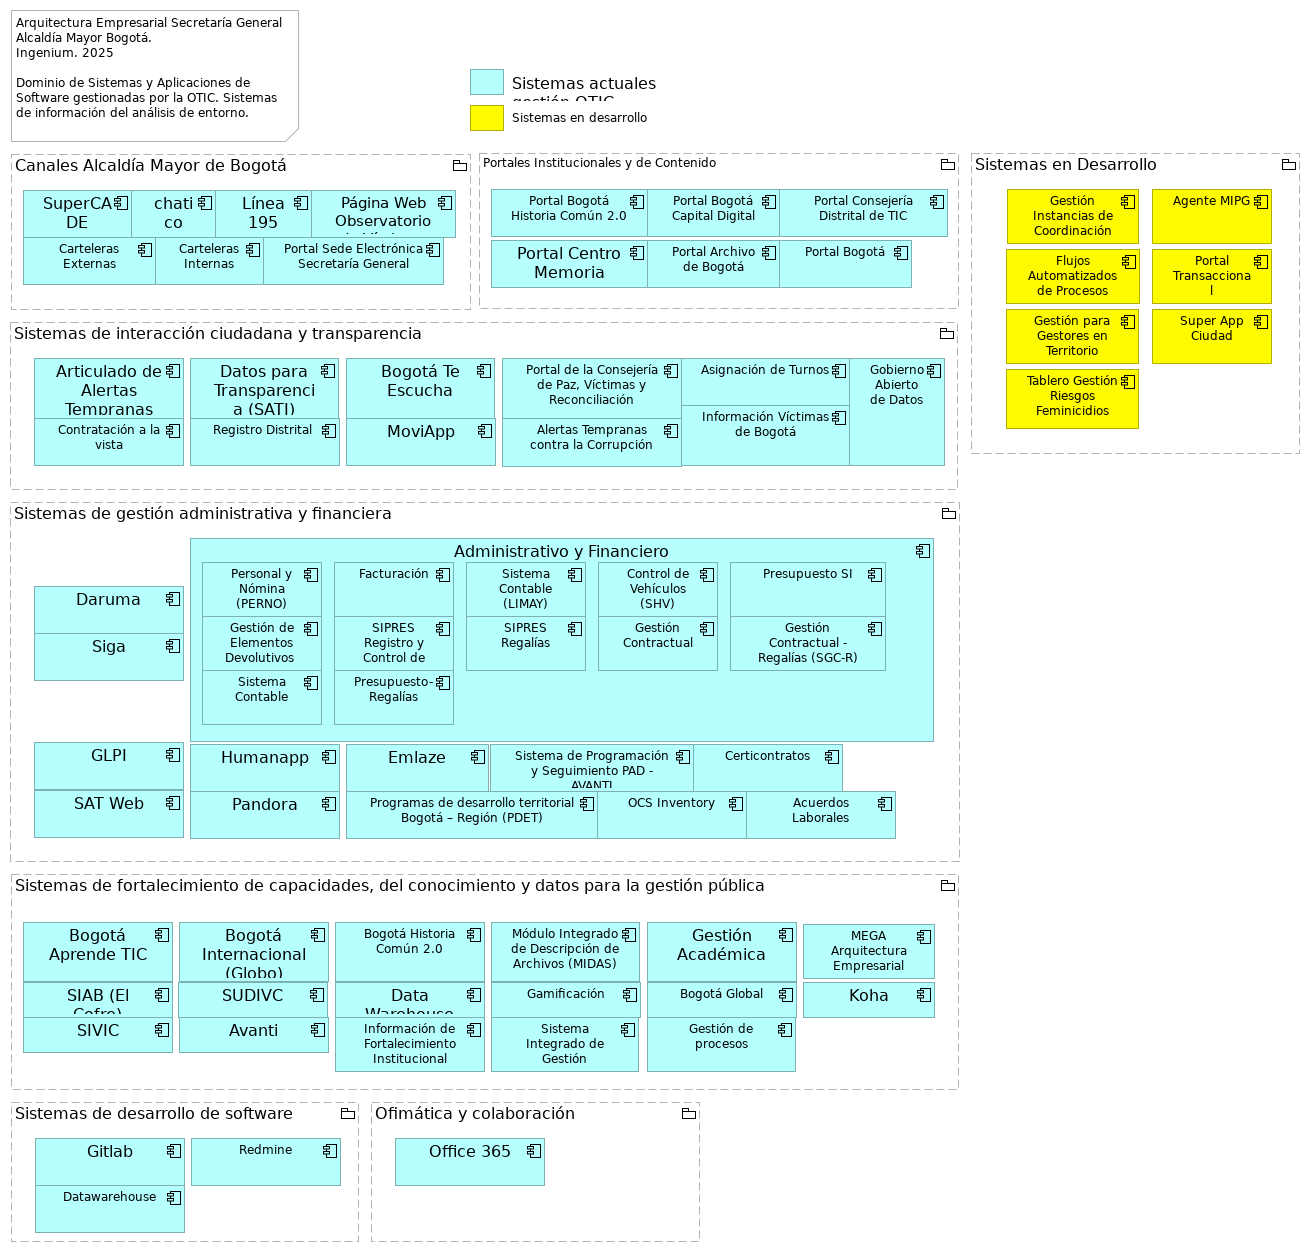 Arquitectura Empresarial Secretaría General
Alcaldía Mayor Bogotá.
Ingenium. 2025
Dominio de Sistemas y Aplicaciones de
Software gestionadas por la OTIC. Sistemas
de información del análisis de entorno.
Sistemas actuales
gestión OTIC
Sistemas en desarrollo
Canales Alcaldía Mayor de Bogotá
SuperCA
DE
chati
co
Línea
195
Página Web
Observatorio
Carteleras
Externas
Carteleras
Internas
Portal Sede Electrónica
Secretaría General
Portales Institucionales y de Contenido
Portal Bogotá
Historia Común 2.0
Portal Bogotá
Capital Digital
Portal Consejería
Distrital de TIC
Portal Centro
Memoria
Portal Archivo
de Bogotá
Portal Bogotá
Sistemas en Desarrollo
Gestión
Instancias de
Coordinación
Agente MIPG
Flujos
Automatizados
de Procesos
Portal
Transacciona
l
Gestión para
Gestores en
Territorio
Super App
Ciudad
Tablero Gestión
Riesgos
Feminicidios
Sistemas de interacción ciudadana y transparencia
Articulado de
Alertas
Tempranas
Datos para
Transparenci
a (SATI)
Bogotá Te
Escucha
Portal de la Consejería
de Paz, Víctimas y
Reconciliación
Asignación de Turnos
Gobierno
Abierto
de Datos
Información Víctimas
de Bogotá
Contratación a la
vista
Registro Distrital
MoviApp
Alertas Tempranas
contra la Corrupción
Sistemas de gestión administrativa y financiera
Administrativo y Financiero
Personal y
Nómina
(PERNO)
Facturación
Sistema
Contable
(LIMAY)
Control de
Vehículos
(SHV)
Presupuesto SI
Gestión de
Elementos
Devolutivos
SIPRES
Registro y
Control de
SIPRES
Regalías
Gestión
Contractual
Gestión
Contractual -
Regalías (SGC-R)
Sistema
Contable
Presupuesto-
Regalías
Daruma
Siga
GLPI
Humanapp
Emlaze
Sistema de Programación
y Seguimiento PAD -
AVANTI
Certicontratos
SAT Web
Pandora
Programas de desarrollo territorial
Bogotá – Región (PDET)
OCS Inventory
Acuerdos
Laborales
Sistemas de fortalecimiento de capacidades, del conocimiento y datos para la gestión pública
Bogotá
Aprende TIC
Bogotá
Internacional
(Globo)
Bogotá Historia
Común 2.0
Módulo Integrado
de Descripción de
Archivos (MIDAS)
Gestión
Académica
MEGA
Arquitectura
Empresarial
SIAB (El
Cofre)
SUDIVC
Data
Warehouse
Gamificación
Bogotá Global
Koha
SIVIC
Avanti
Información de
Fortalecimiento
Institucional
Sistema
Integrado de
Gestión
Gestión de
procesos
Sistemas de desarrollo de software
Gitlab
Redmine
Datawarehouse
Ofimática y colaboración
Office 365